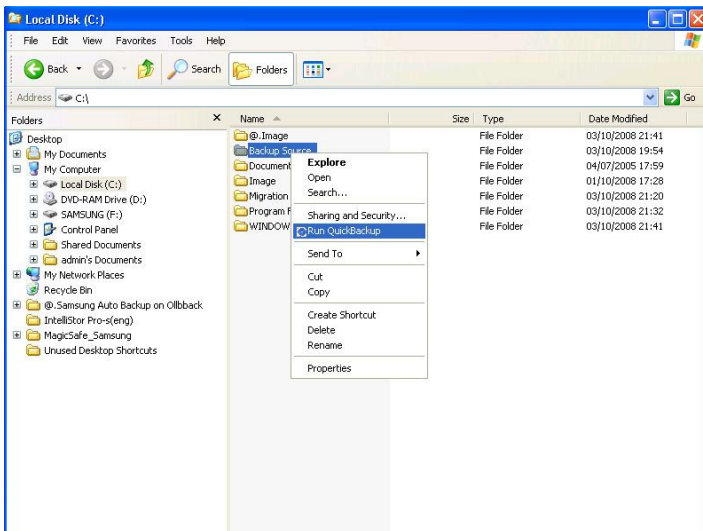 Local Disk (C:)
File Edit View Favorites Tools Help
Back Search Folders
Address C:\ Go
Folders
Desktop
My Documents
My Computer
Local Disk (C:)
DVD-RAM Drive (D:)
SAMSUNG (F:)
Control Panel
Shared Documents
admin's Documents
My Network Places
Recycle Bin
@.Samsung Auto Backup on Ollbback
IntelliStor Pro-s(eng)
MagicSafe_Samsung
Unused Desktop Shortcuts
Name Size Type Date Modified
@.Image File Folder 03/10/2008 21:41
Backup Source File Folder 03/10/2008 19:54
Document File Folder 04/07/2005 17:59
Image File Folder 01/10/2008 17:28
Migration File Folder 03/10/2008 21:20
Program F File Folder 03/10/2008 21:32
WINDOW File Folder 03/10/2008 21:41
Explore
Open
Search...
Sharing and Security...
Run QuickBackup
Send To
Cut
Copy
Create Shortcut
Delete
Rename
Properties